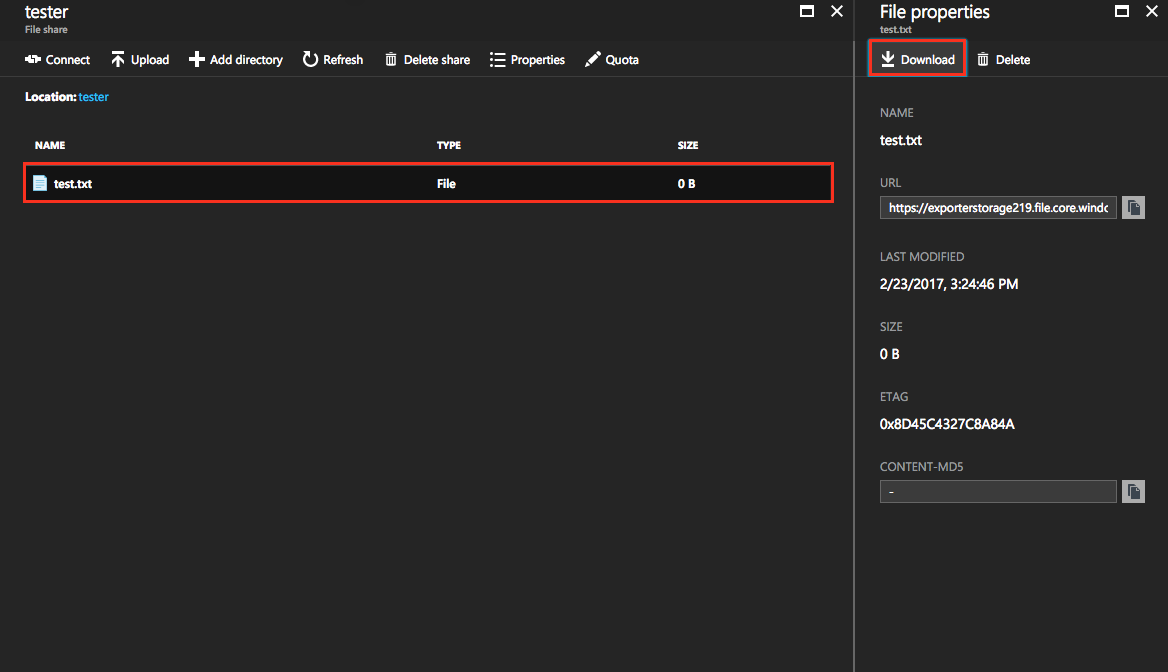 tester
File share
Connect Upload Add directory Refresh Delete share Properties Quota
Location: tester
NAME TYPE SIZE
test.txt File 0 B
File properties
test.txt
Download Delete
NAME
test.txt
URL
https://exporterstorage219.file.core.windc
LAST MODIFIED
2/23/2017, 3:24:46 PM
SIZE
0 B
ETAG
0x8D45C4327C8A84A
CONTENT-MD5
-